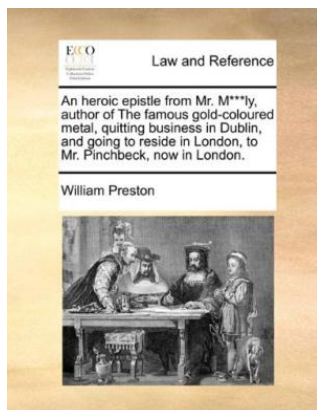 ECCO
Law and Reference
An heroic epistle from Mr. M***ly,
author of The famous gold-coloured
metal, quitting business in Dublin,
and going to reside in London, to
Mr. Pinchbeck, now in London.
William Preston